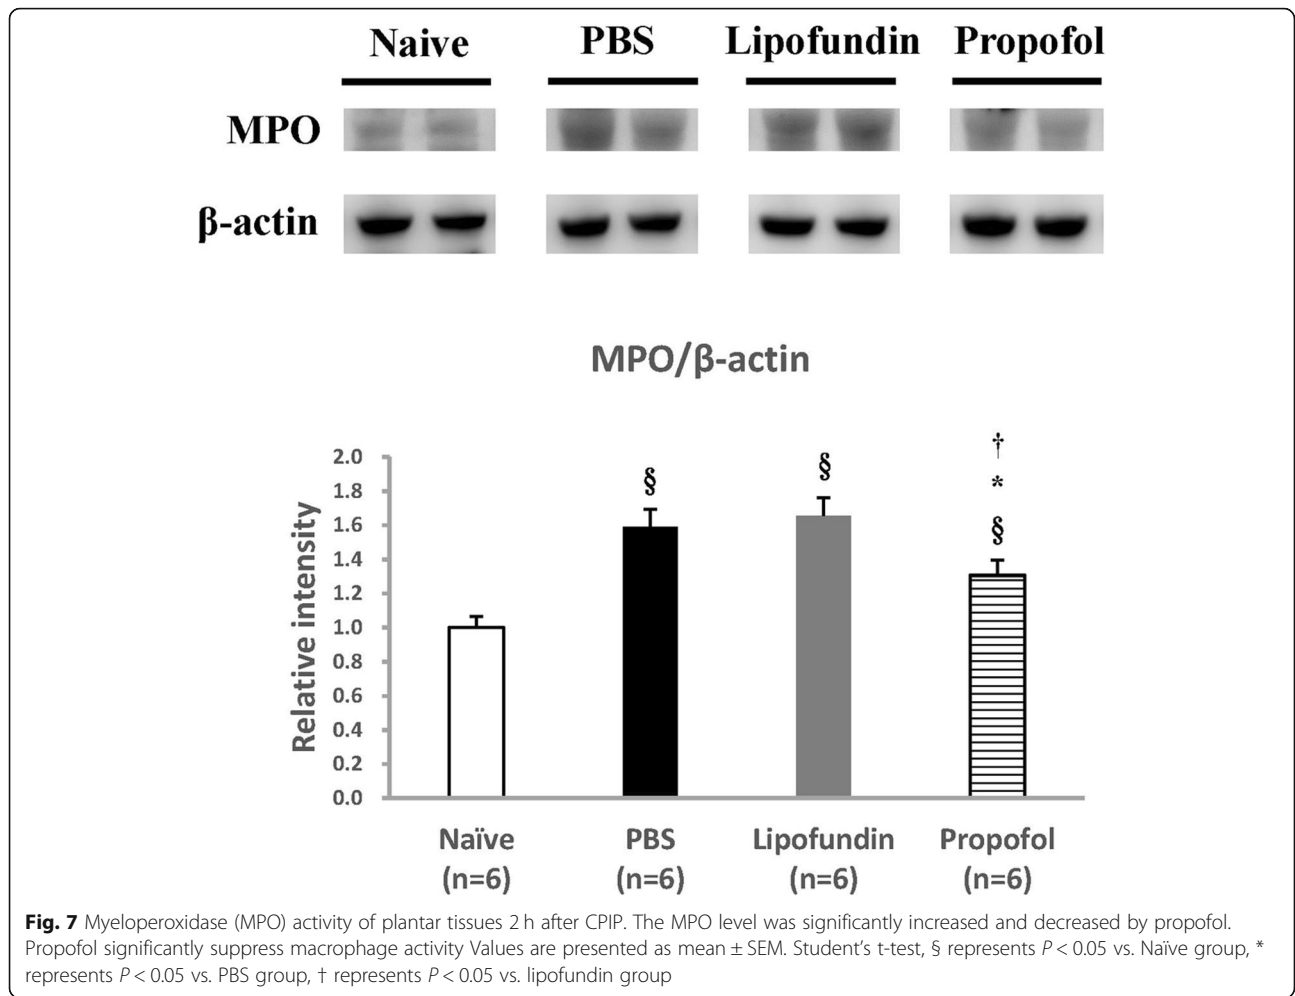 Naive PBS Lipofundin Propofol
MPO
β-actin
MPO/β-actin
†
*
§ § §
2.0
1.8
1.6
1.4
1.2
1.0
0.8
0.6
0.4
0.2
0.0
Relative intensity
Naïve PBS Lipofundin Propofol
(n=6) (n=6) (n=6) (n=6)
Fig. 7 Myeloperoxidase (MPO) activity of plantar tissues 2 h after CPIP. The MPO level was significantly increased and decreased by propofol.
Propofol significantly suppress macrophage activity Values are presented as mean ± SEM. Student's t-test, § represents P < 0.05 vs. Naïve group, *
represents P < 0.05 vs. PBS group, † represents P < 0.05 vs. lipofundin group